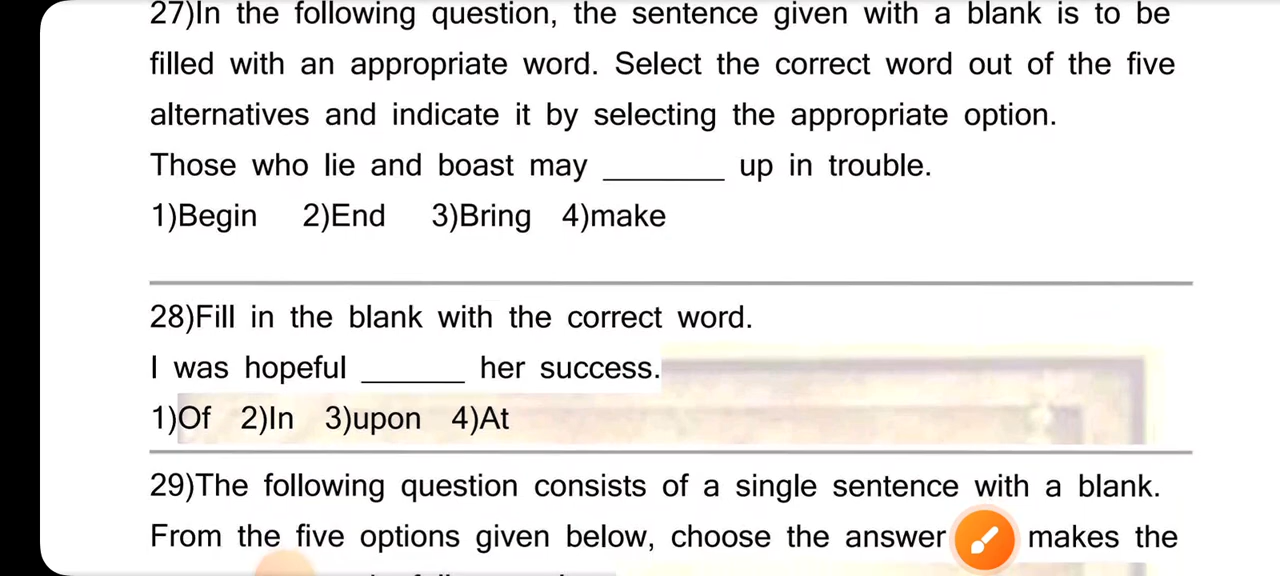 27)In the following question, the sentence given with a blank is to be
filled with an appropriate word. Select the correct word out of the five
alternatives and indicate it by selecting the appropriate option.
Those who lie and boast may _______ up in trouble.
1)Begin 2)End 3)Bring 4)make
28)Fill in the blank with the correct word.
I was hopeful ______ her success.
1)Of 2)In 3)upon 4)At
29)The following question consists of a single sentence with a blank.
From the five options given below, choose the answer makes the